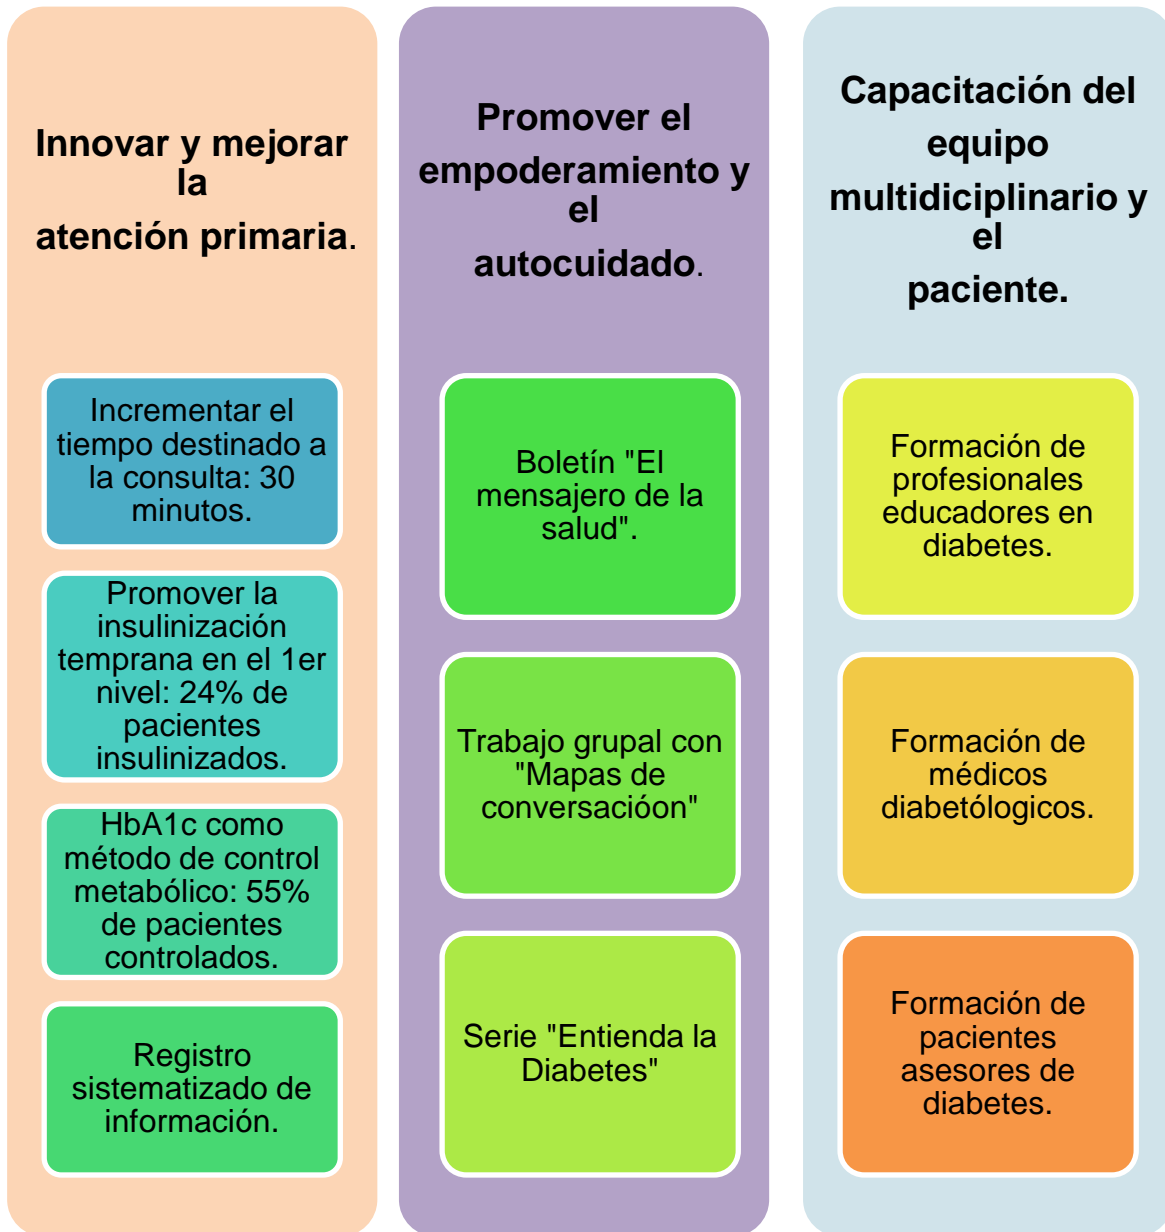 Innovar y mejorar
la
atención primaria.
Incrementar el
tiempo destinado a
la consulta: 30
minutos.
Promover la
insulinización
temprana en el 1er
nivel: 24% de
pacientes
insulinizados.
HbA1c como
método de control
metabólico: 55%
de pacientes
controlados.
Registro
sistematizado de
información.
Promover el
empoderamiento y
el
autocuidado.
Boletín "El
mensajero de la
salud".
Trabajo grupal con
"Mapas de
conversacióon"
Serie "Entienda la
Diabetes"
Capacitación del
equipo
multidiciplinario y
el
paciente.
Formación de
profesionales
educadores en
diabetes.
Formación de
médicos
diabetólogicos.
Formación de
pacientes
asesores de
diabetes.